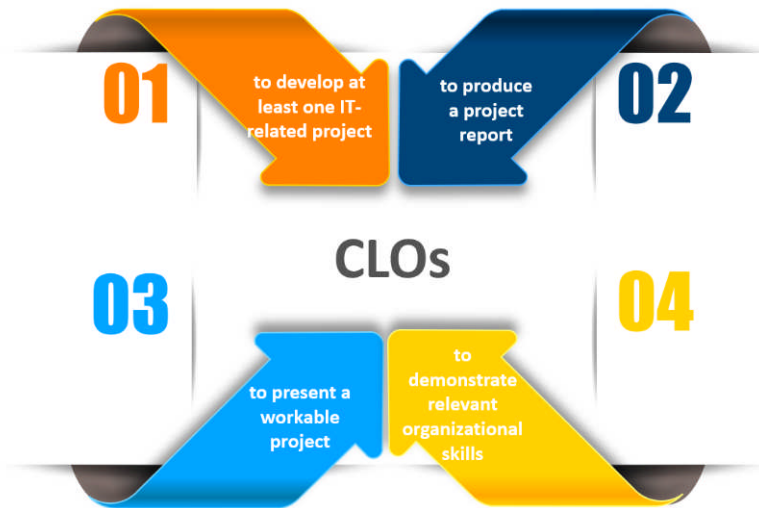 01
to develop at
least one IT-
related project
to produce
a project
report
02
CLOs
03
to present a
workable
project
to
demonstrate
relevant
organizational
skills
04